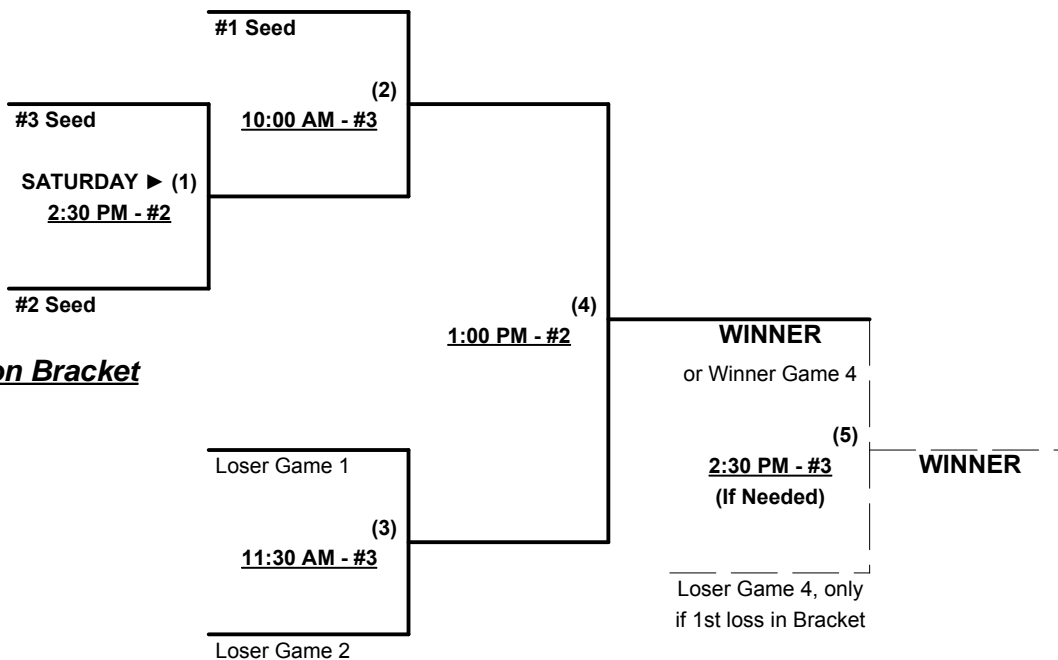 #1 Seed
(2)
10:00 AM - #3
#3 Seed
SATURDAY ► (1)
2:30 PM - #2
#2 Seed
(4)
1:00 PM - #2
WINNER
or Winner Game 4
Bracket
(5)
2:30 PM - #3
(If Needed)
WINNER
Loser Game 1
(3)
11:30 AM - #3
Loser Game 2
Loser Game 4, only
if 1st loss in Bracket